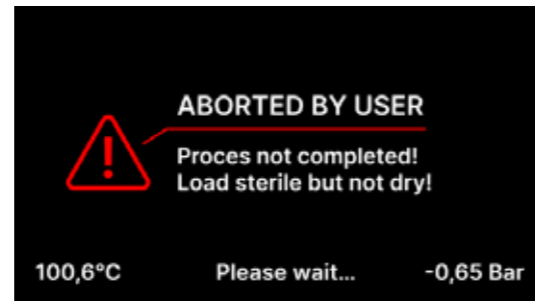 ABORTED BY USER
Proces not completed!
Load sterile but not dry!
100,6°C Please wait... -0,65 Bar